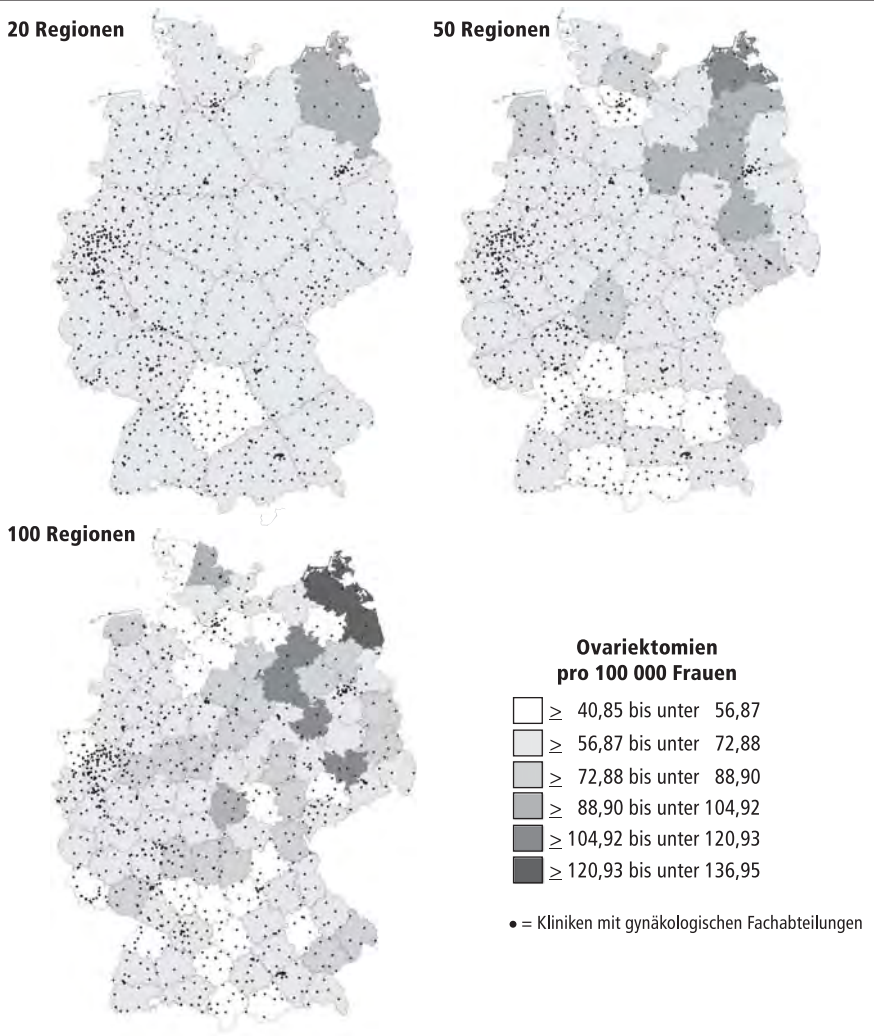 20 Regionen
50 Regionen
100 Regionen
Ovariektomien
pro 100 000 Frauen
≥ 40,85 bis unter 56,87
≥ 56,87 bis unter 72,88
≥ 72,88 bis unter 88,90
≥ 88,90 bis unter 104,92
≥ 104,92 bis unter 120,93
≥ 120,93 bis unter 136,95
• = Kliniken mit gynäkologischen Fachabteilungen